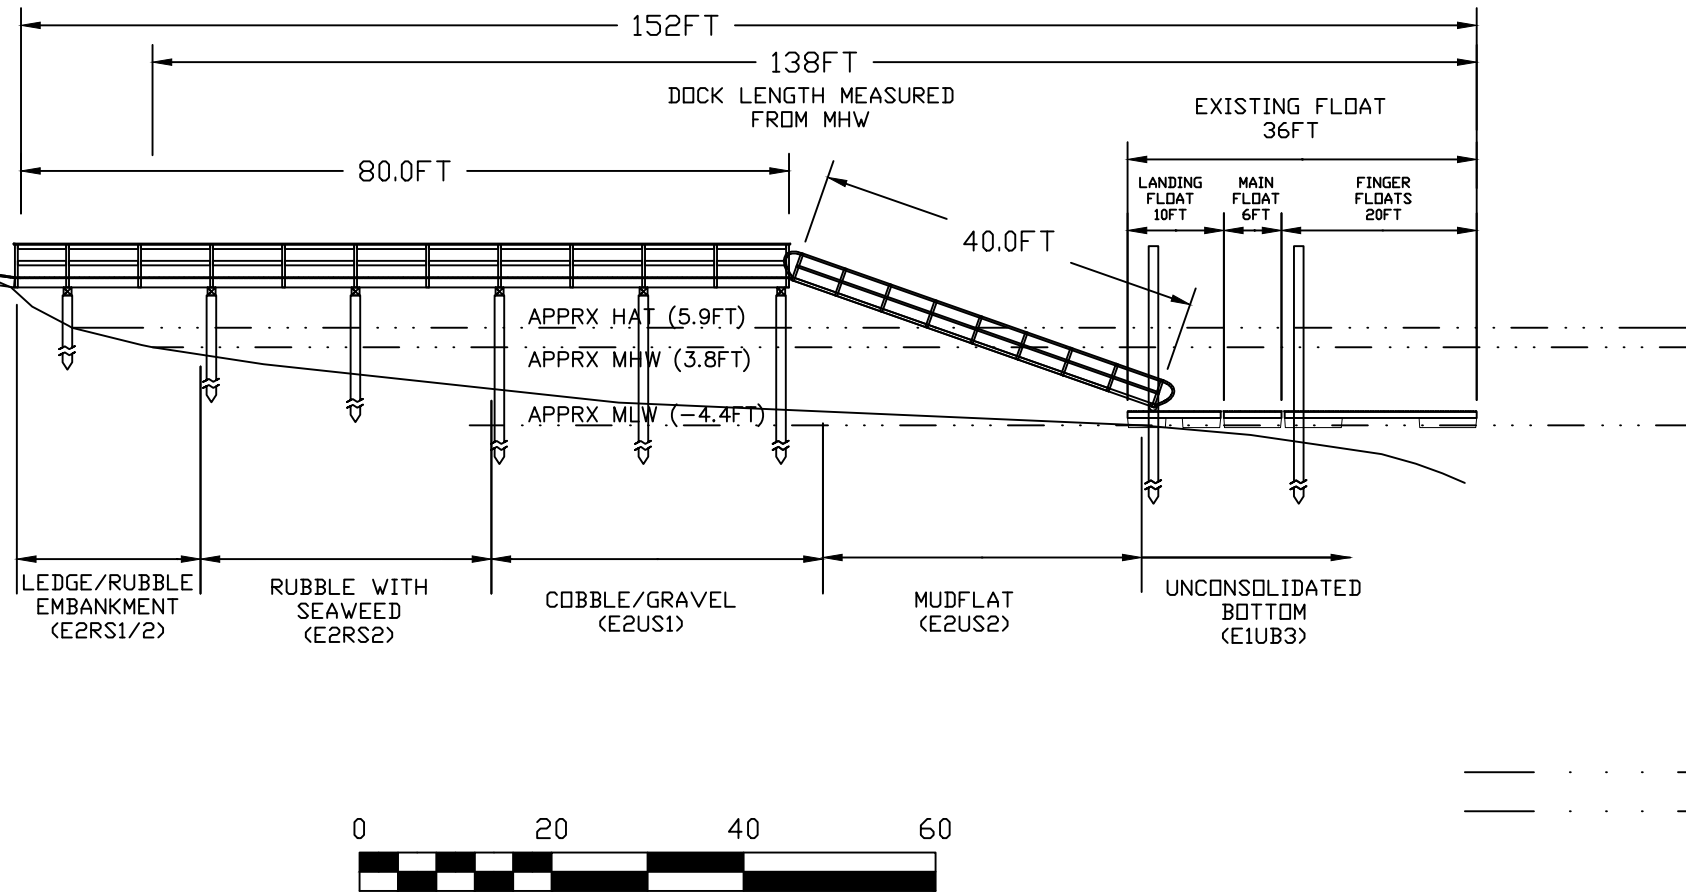 152FT
138FT
DOCK LENGTH MEASURED
FROM MHW
EXISTING FLOAT
36FT
80.0FT
LANDING
FLOAT
10FT
MAIN
FLOAT
6FT
FINGER
FLOATS
20FT
40.0FT
APPRX HAT (5.9FT)
APPRX MHW (3.8FT)
APPRX MLW (-4.4FT)
LEDGE/RUBBLE
EMBANKMENT
(E2RS1/2)
RUBBLE WITH
SEAWEED
(E2RS2)
COBBLE/GRAVEL
(E2US1)
MUDFLAT
(E2US2)
UNCONSOLIDATED
BOTTOM
(E1UB3)
0 20 40 60